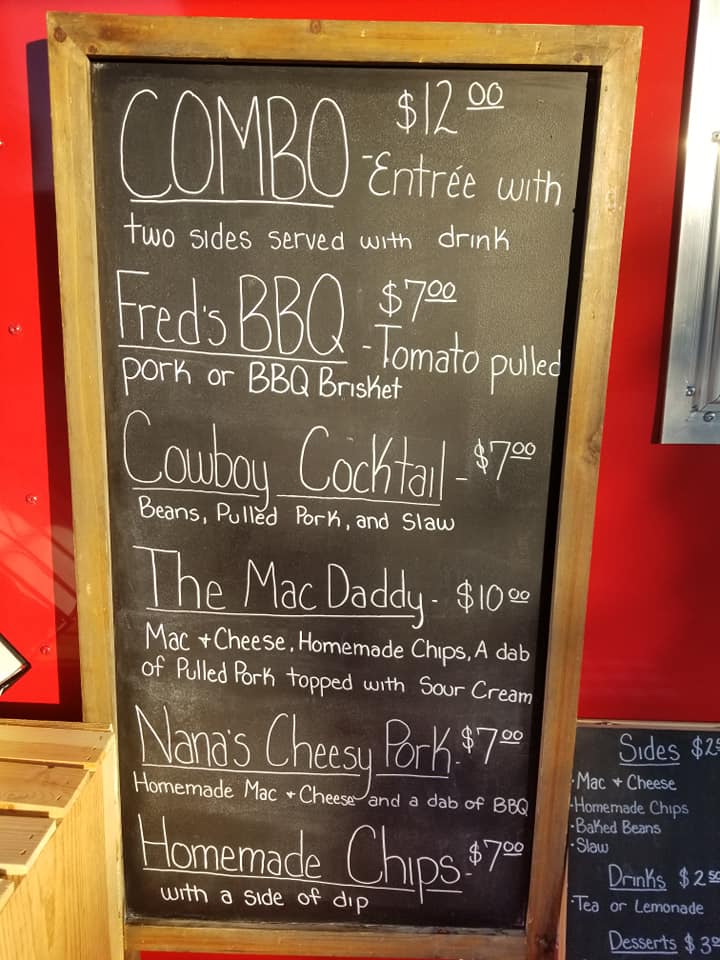 COMBO $12 00
-Entrée with
two sides served with drink
Fred's BBQ $7 00
-Tomato pulled
pork or BBQ Brisket
Cowboy Cocktail - $7 00
Beans, Pulled Pork, and Slaw
The Mac Daddy - $10 00
Mac + Cheese, Homemade Chips, A dab
of Pulled Pork topped with Sour Cream
Nana's Cheesy Pork - $7 00
Homemade Mac + Cheese and a dab of BBQ
Homemade Chips - $7 00
with a side of dip
Sides
·Mac + Cheese
·Homemade Chips
·Baked Beans
·Slaw
Drinks $2 50
·Tea or Lemonade
Desserts